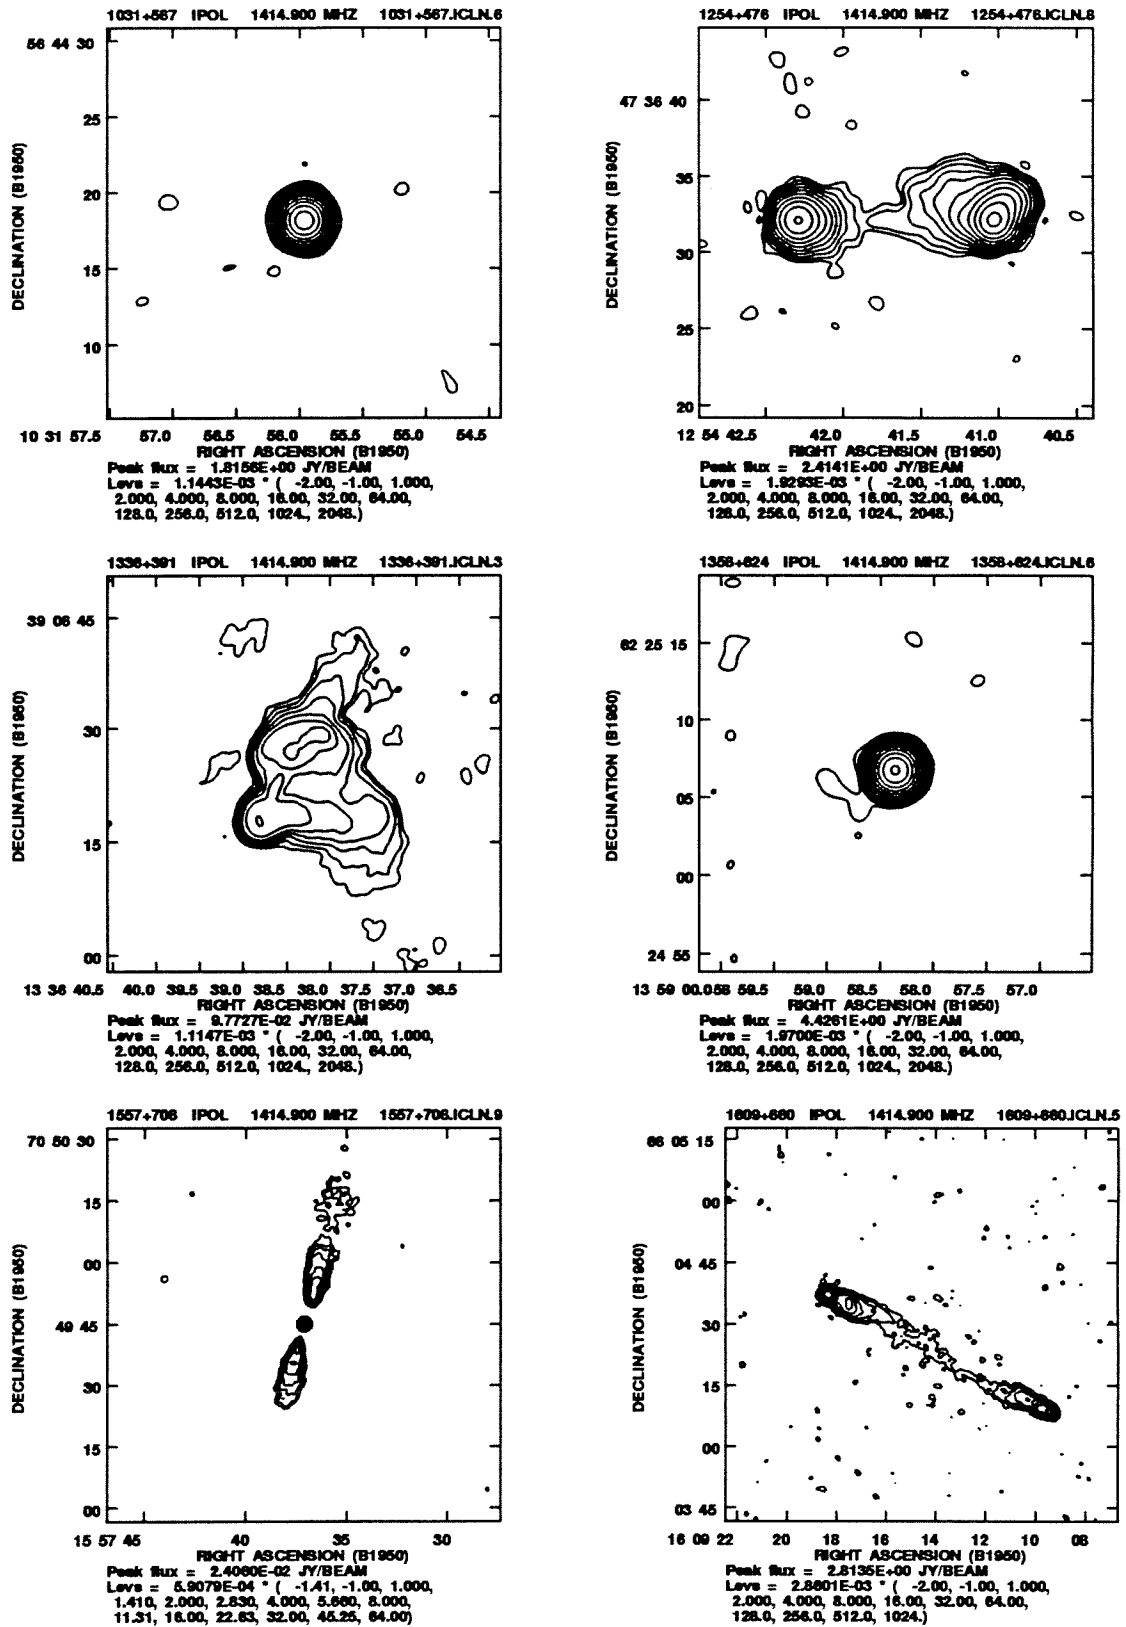 1031+567 IPOL 1414.900 MHZ 1031+567.ICLN.6
56 44 30
25
20
15
10
DECLINATION (B1950)
10 31 57.5 57.0 56.5 56.0 55.5 55.0 54.5
RIGHT ASCENSION (B1950)
Peak flux = 1.8156E+00 JY/BEAM
Levs = 1.1443E-03 * ( -2.00, -1.00, 1.000,
2.000, 4.000, 8.000, 16.00, 32.00, 64.00,
128.0, 256.0, 512.0, 1024., 2048.)
1254+476 IPOL 1414.900 MHZ 1254+476.ICLN.8
47 36 40
35
30
25
20
DECLINATION (B1950)
12 54 42.5 42.0 41.5 41.0 40.5
RIGHT ASCENSION (B1950)
Peak flux = 2.4141E+00 JY/BEAM
Levs = 1.9293E-03 * ( -2.00, -1.00, 1.000,
2.000, 4.000, 8.000, 16.00, 32.00, 64.00,
128.0, 256.0, 512.0, 1024., 2048.)
1336+391 IPOL 1414.900 MHZ 1336+391.ICLN.3
39 06 45
30
15
00
DECLINATION (B1950)
13 36 40.5 40.0 39.5 39.0 38.5 38.0 37.5 37.0 36.5
RIGHT ASCENSION (B1950)
Peak flux = 9.7727E-02 JY/BEAM
Levs = 1.1147E-03 * ( -2.00, -1.00, 1.000,
2.000, 4.000, 8.000, 16.00, 32.00, 64.00,
128.0, 256.0, 512.0, 1024., 2048.)
1358+624 IPOL 1414.900 MHZ 1358+624.ICLN.6
62 25 15
10
05
00
24 55
DECLINATION (B1950)
13 59 00.058 59.5 59.0 58.5 58.0 57.5 57.0
RIGHT ASCENSION (B1950)
Peak flux = 4.4261E+00 JY/BEAM
Levs = 1.9700E-03 * ( -2.00, -1.00, 1.000,
2.000, 4.000, 8.000, 16.00, 32.00, 64.00,
128.0, 256.0, 512.0, 1024., 2048.)
1557+708 IPOL 1414.900 MHZ 1557+708.ICLN.9
70 50 30
15
00
49 45
30
15
00
DECLINATION (B1950)
15 57 45 40 35 30
RIGHT ASCENSION (B1950)
Peak flux = 2.4060E-02 JY/BEAM
Levs = 5.9079E-04 * ( -1.41, -1.00, 1.000,
1.410, 2.000, 2.830, 4.000, 5.660, 8.000,
11.31, 16.00, 22.63, 32.00, 45.25, 64.00)
1609+660 IPOL 1414.900 MHZ 1609+660.ICLN.5
66 05 15
00
04 45
30
15
00
03 45
DECLINATION (B1950)
16 09 22 20 18 16 14 12 10 08
RIGHT ASCENSION (B1950)
Peak flux = 2.8135E+00 JY/BEAM
Levs = 2.8601E-03 * ( -2.00, -1.00, 1.000,
2.000, 4.000, 8.000, 16.00, 32.00, 64.00,
128.0, 256.0, 512.0, 1024.)